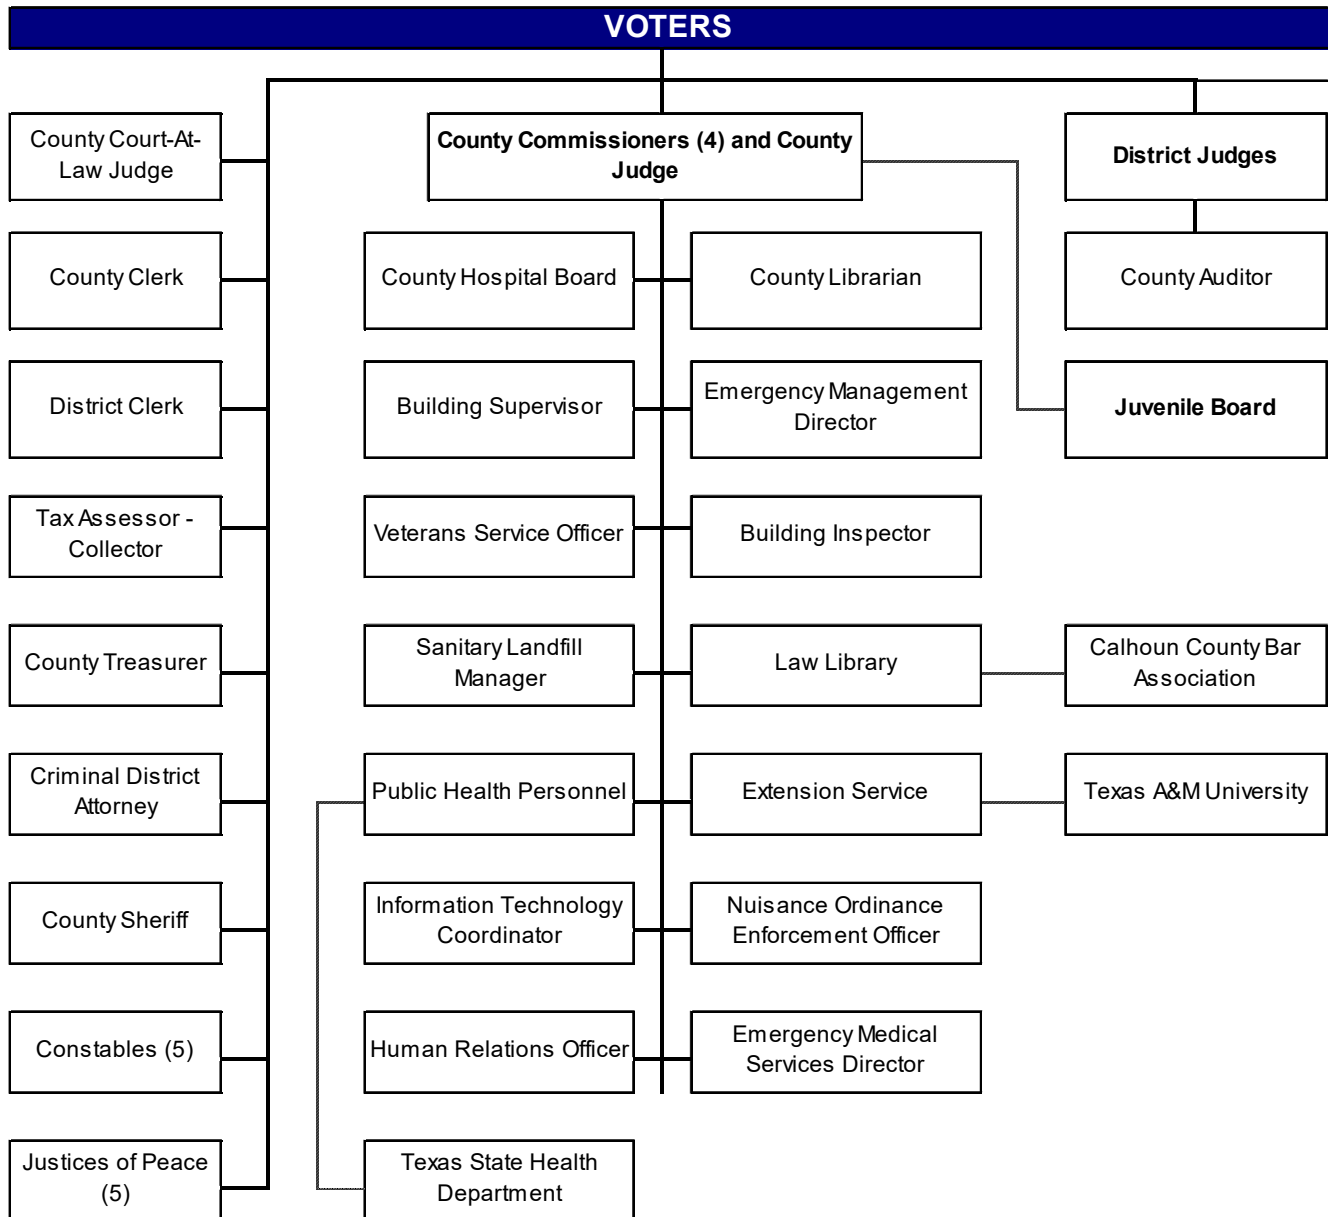 VOTERS
County Court-At-
Law Judge
County Commissioners (4) and County
Judge
District Judges
County Clerk
County Hospital Board
County Librarian
County Auditor
District Clerk
Building Supervisor
Emergency Management
Director
Juvenile Board
Tax Assessor -
Collector
Veterans Service Officer
Building Inspector
County Treasurer
Sanitary Landfill
Manager
Law Library
Calhoun County Bar
Association
Criminal District
Attorney
Public Health Personnel
Extension Service
Texas A&M University
County Sheriff
Information Technology
Coordinator
Nuisance Ordinance
Enforcement Officer
Constables (5)
Human Relations Officer
Emergency Medical
Services Director
Justices of Peace
(5)
Texas State Health
Department